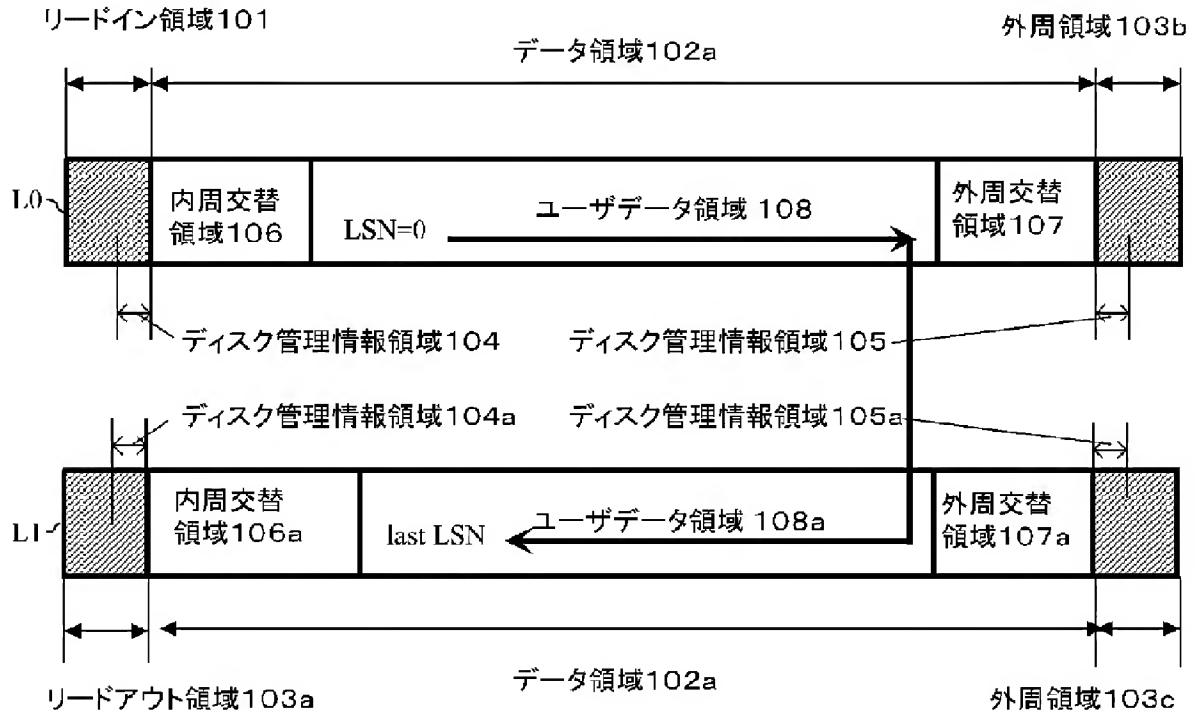 リードイン領域101
データ領域102a
外周領域103b
L0
内周交替
領域106
LSN=0
ユーザデータ領域 108
外周交替
領域107
ディスク管理情報領域104
ディスク管理情報領域105
ディスク管理情報領域104a
ディスク管理情報領域105a
L1
内周交替
領域106a
last LSN
ユーザデータ領域 108a
外周交替
領域107a
リードアウト領域103a
データ領域102a
外周領域103c